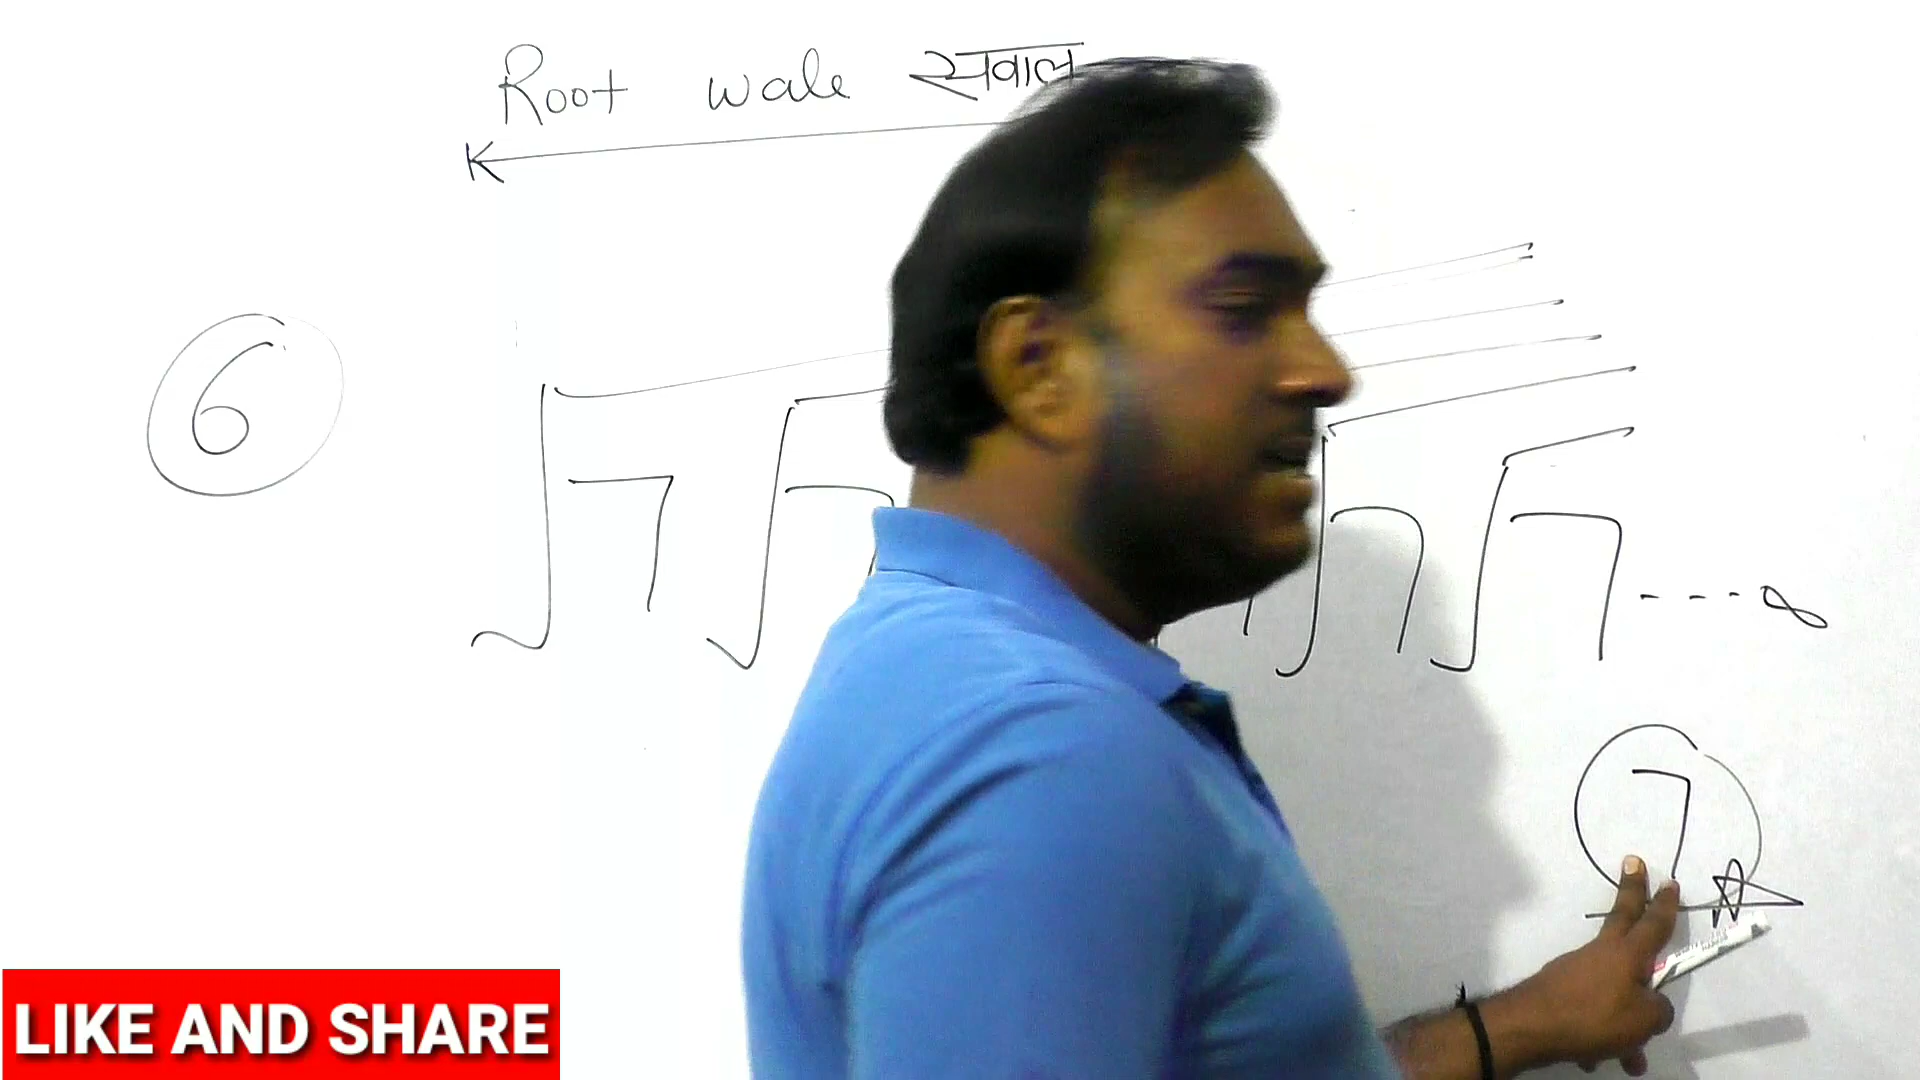 Root wale सवाल
6
√7 √7 √7 √7 --- ∞
7
LIKE AND SHARE